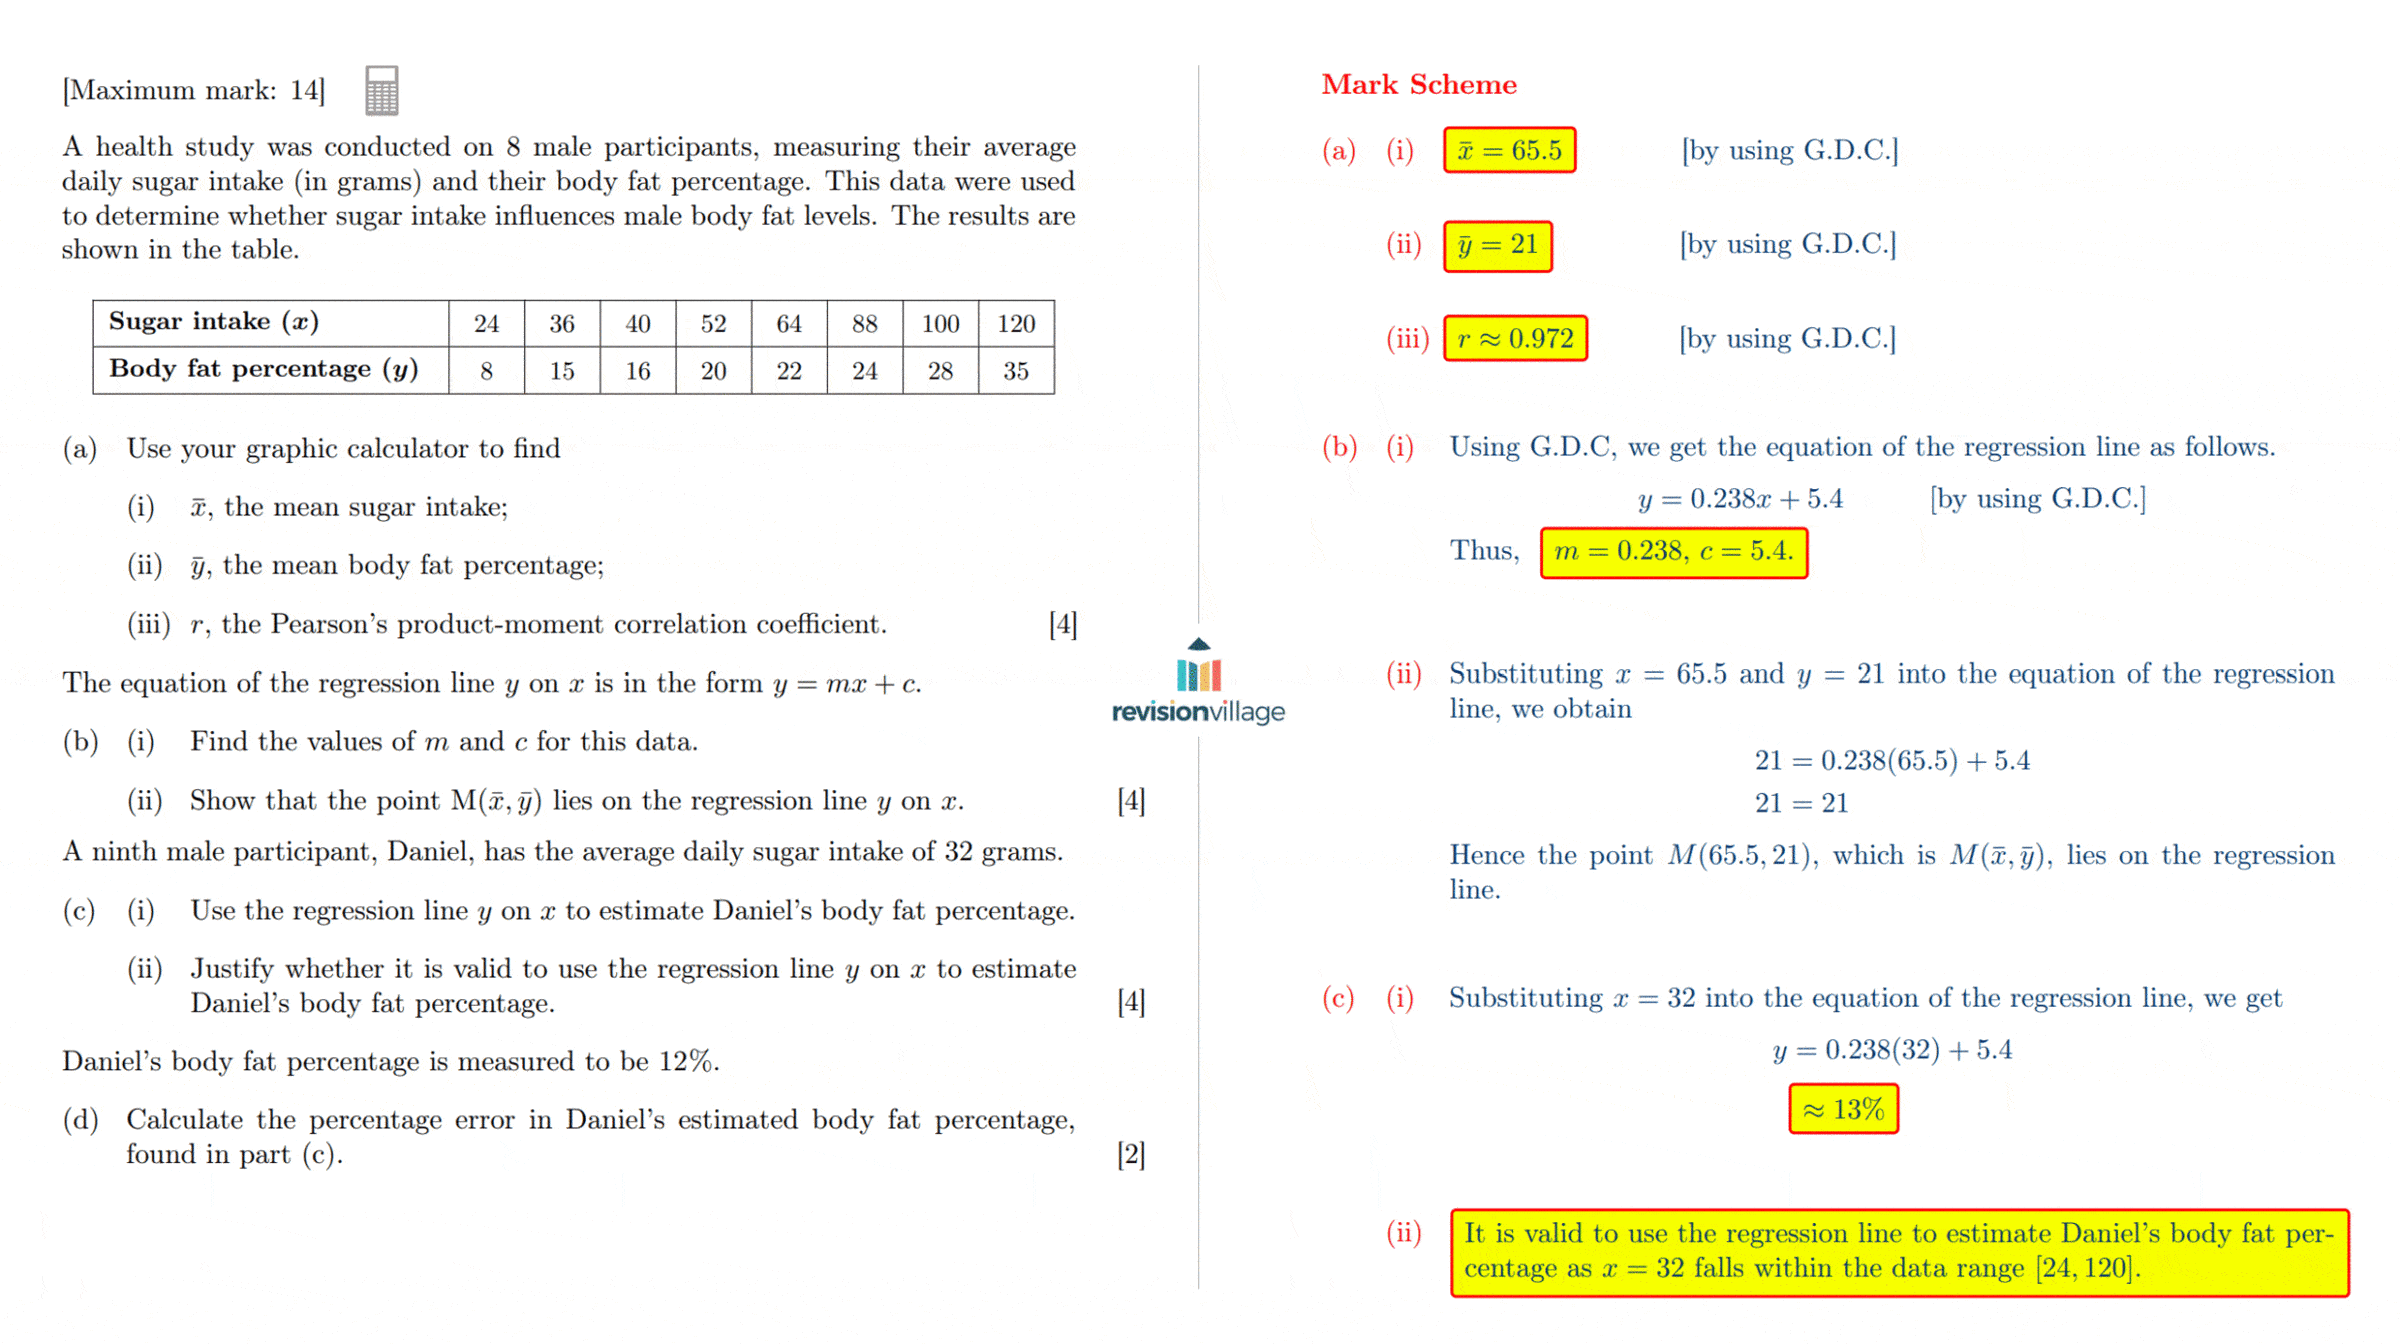 [Maximum mark: 14]
A health study was conducted on 8 male participants, measuring their average
daily sugar intake (in grams) and their body fat percentage. This data were used
to determine whether sugar intake influences male body fat levels. The results are
shown in the table.
Sugar intake (x) 24 36 40 52 64 88 100 120
Body fat percentage (y) 8 15 16 20 22 24 28 35
(a) Use your graphic calculator to find
(i) x̄, the mean sugar intake;
(ii) ȳ, the mean body fat percentage;
(iii) r, the Pearson's product-moment correlation coefficient. [4]
The equation of the regression line y on x is in the form y = mx + c.
(b) (i) Find the values of m and c for this data.
(ii) Show that the point M(x̄, ȳ) lies on the regression line y on x. [4]
A ninth male participant, Daniel, has the average daily sugar intake of 32 grams.
(c) (i) Use the regression line y on x to estimate Daniel's body fat percentage.
(ii) Justify whether it is valid to use the regression line y on x to estimate
Daniel's body fat percentage. [4]
Daniel's body fat percentage is measured to be 12%.
(d) Calculate the percentage error in Daniel's estimated body fat percentage,
found in part (c). [2]
revisionvillage
Mark Scheme
(a) (i) x̄ = 65.5 [by using G.D.C.]
(ii) ȳ = 21 [by using G.D.C.]
(iii) r ≈ 0.972 [by using G.D.C.]
(b) (i) Using G.D.C, we get the equation of the regression line as follows.
y = 0.238x + 5.4 [by using G.D.C.]
Thus, m = 0.238, c = 5.4.
(ii) Substituting x = 65.5 and y = 21 into the equation of the regression
line, we obtain
21 = 0.238(65.5) + 5.4
21 = 21
Hence the point M(65.5, 21), which is M(x̄, ȳ), lies on the regression
line.
(c) (i) Substituting x = 32 into the equation of the regression line, we get
y = 0.238(32) + 5.4
≈ 13%
(ii) It is valid to use the regression line to estimate Daniel's body fat per-
centage as x = 32 falls within the data range [24, 120].